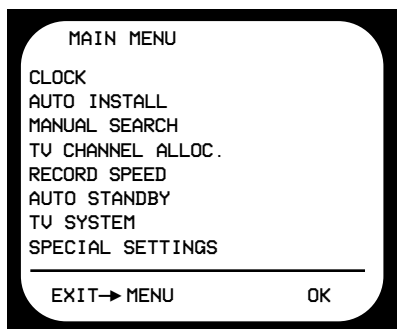 MAIN MENU
CLOCK
AUTO INSTALL
MANUAL SEARCH
TV CHANNEL ALLOC.
RECORD SPEED
AUTO STANDBY
TV SYSTEM
SPECIAL SETTINGS
EXIT→MENU OK